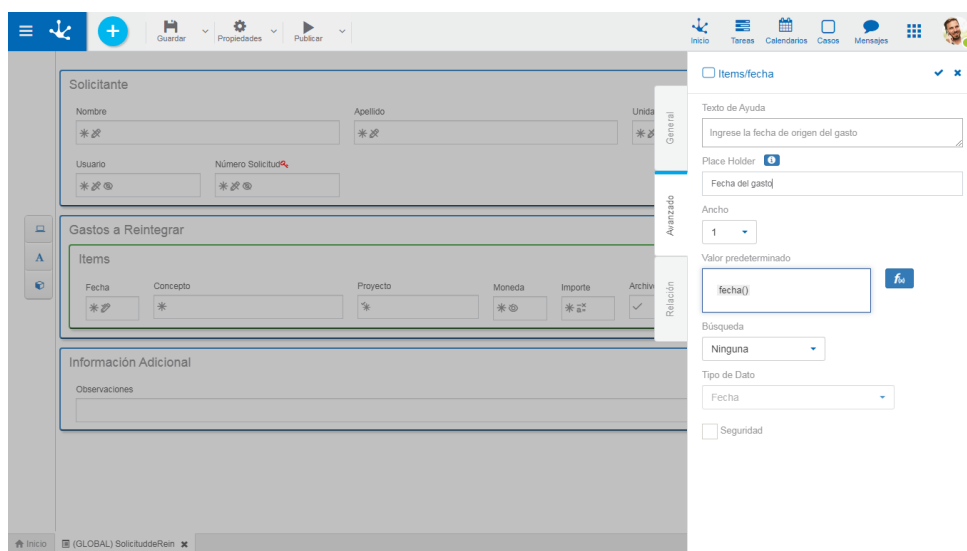 Guardar
Propiedades
Publicar
Inicio
Tareas
Calendarios
Casos
Mensajes
Solicitante
Nombre
Apellido
Unida
Usuario
Número Solicitud
Gastos a Reintegrar
Items
Fecha
Concepto
Proyecto
Moneda
Importe
Archiv
Información Adicional
Observaciones
A
General
Avanzado
Relación
Items/fecha
Texto de Ayuda
Ingrese la fecha de origen del gasto
Place Holder
Fecha del gasto
Ancho
1
Valor predeterminado
fecha()
f(x)
Búsqueda
Ninguna
Tipo de Dato
Fecha
Seguridad
Inicio
(GLOBAL) SolicituddeRein